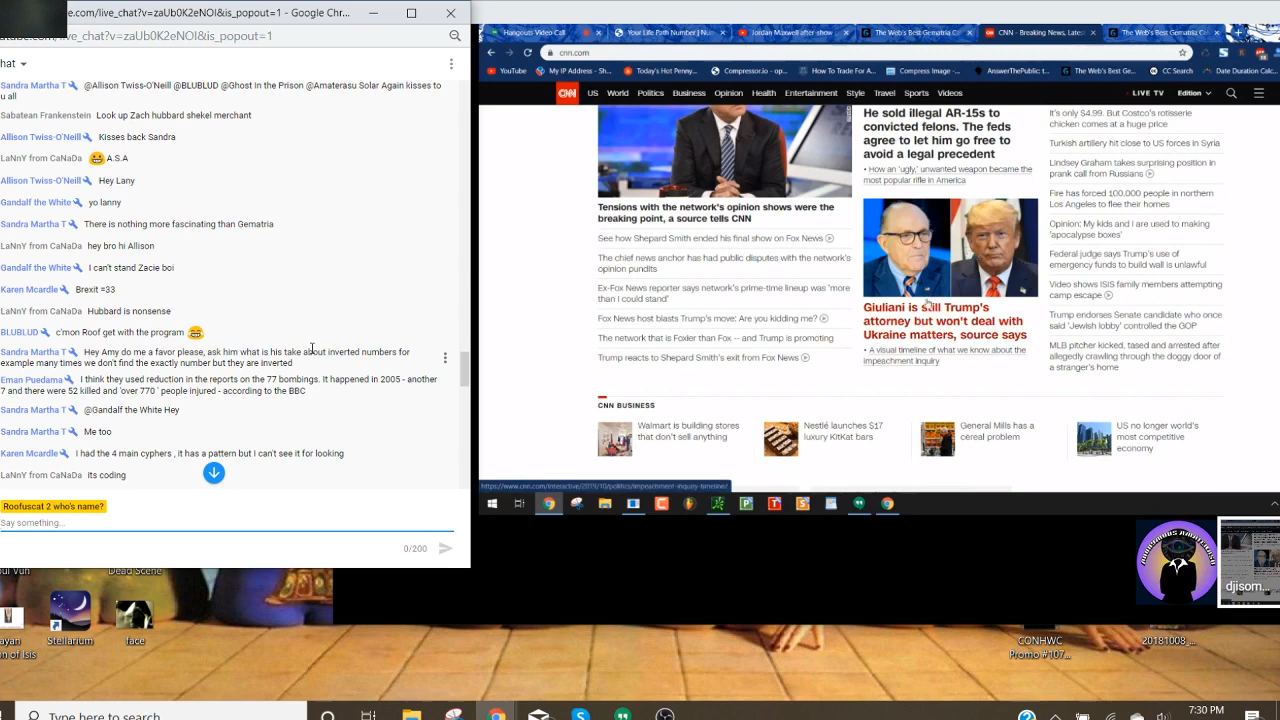 e.com/live_chat?v=zaUb0K2eNOI&is_popout=1 - Google Chr...
utube.com/live_chat?v=zaUb0K2eNOI&is_popout=1
hat
Sandra Martha T @Allison Twiss-O'Neill @BLUBLUD @Ghost In the Prison @Amaterasu Solar Again kisses to
u all
Sabatean Frankenstein Look up Zach hubbard shekel merchant
Allison Twiss-O'Neill Kisses back Sandra
LaNnY from CaNaDa A.S.A
Allison Twiss-O'Neill Hey Lany
Gandalf the White yo lanny
Sandra Martha T There is nothing more fascinating than Gematria
LaNnY from CaNaDa hey bro hi Allison
Gandalf the White I can't stand Zacie boi
Karen Mcardle Brexit =33
LaNnY from CaNaDa Hubbard is nonsense
BLUBLUD c'mon Roof get with the program
Sandra Martha T Hey Amy do me a favor please, ask him what is his take about inverted numbers for
example many times we don't find the exactly number but they are inverted
Eman Puedama I think they used reduction in the reports on the 77 bombings. It happened in 2005 - another
7 and there were 52 killed and 'over 770 ' people injured - according to the BBC
Sandra Martha T @Gandalf the White Hey
Sandra Martha T Me too
Karen Mcardle I had the 4 main cyphers , it has a pattern but I can't see it for looking
LaNnY from CaNaDa its coding
Roofuscat 2 who's name?
Say something...
0/200
Hangouts Video Call
Your Life Path Number | Nu
Jordan Maxwell after-show
The Web's Best Gematria C
CNN - Breaking News, Lates
The Web's Best Gematria C
cnn.com
YouTube
My IP Address - Sh...
Today's Hot Penny...
Compressor.io - op...
How To Trade For A...
Compress Image -...
AnswerThePublic: t...
The Web's Best Ge...
CC Search
Date Duration Calc...
CNN
US World Politics Business Opinion Health Entertainment Style Travel Sports Videos
LIVE TV Edition
Tensions with the network's opinion shows were the
breaking point, a source tells CNN
See how Shepard Smith ended his final show on Fox News
The chief news anchor has had public disputes with the network's
opinion pundits
Ex-Fox News reporter says network's prime-time lineup was 'more
than I could stand'
Fox News host blasts Trump's move: Are you kidding me?
The network that is Foxier than Fox -- and Trump is promoting
Trump reacts to Shepard Smith's exit from Fox News
He sold illegal AR-15s to
convicted felons. The feds
agree to let him go free to
avoid a legal precedent
• How an 'ugly,' unwanted weapon became the
most popular rifle in America
Giuliani is still Trump's
attorney but won't deal with
Ukraine matters, source says
• A visual timeline of what we know about the
impeachment inquiry
It's only $4.99. But Costco's rotisserie
chicken comes at a huge price
Turkish artillery hit close to US forces in Syria
Lindsey Graham takes surprising position in
prank call from Russians
Fire has forced 100,000 people in northern
Los Angeles to flee their homes
Opinion: My kids and I are used to making
'apocalypse boxes'
Federal judge says Trump's use of
emergency funds to build wall is unlawful
Video shows ISIS family members attempting
camp escape
Trump endorses Senate candidate who once
said 'Jewish lobby' controlled the GOP
MLB pitcher kicked, tased and arrested after
allegedly crawling through the doggy door of
a stranger's home
CNN BUSINESS
Walmart is building stores
that don't sell anything
Nestlé launches $17
luxury KitKat bars
General Mills has a
cereal problem
US no longer world's
most competitive
economy
https://www.cnn.com/interactive/2019/10/politics/impeachment-inquiry-timeline/
djisom...
Dead Scene
Stellarium
face
ayan
on of Isis
CONHWC
Promo #107...
20181008_...
Type here to search
7:30 PM